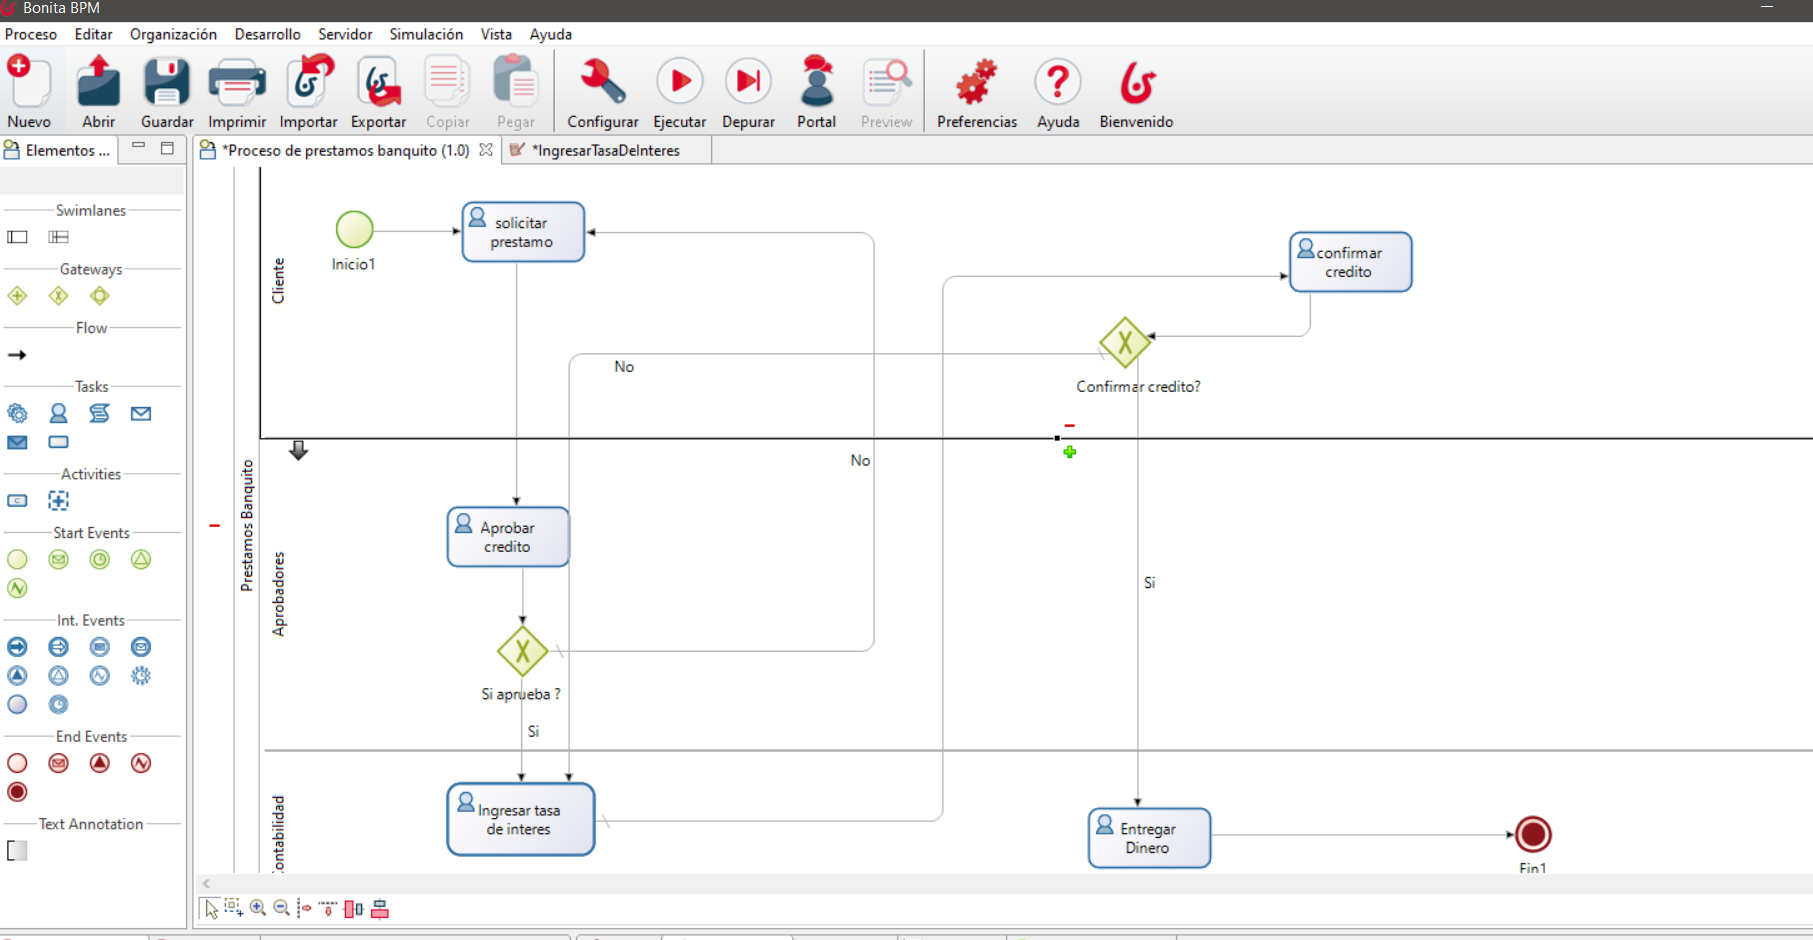 Bonita BPM
Proceso Editar Organización Desarrollo Servidor Simulación Vista Ayuda
Nuevo Abrir Guardar Imprimir Importar Exportar Copiar Pegar Configurar Ejecutar Depurar Portal Preview Preferencias Ayuda Bienvenido
Elementos ...
*Proceso de prestamos banquito (1.0) *IngresarTasaDeInteres
Swimlanes
Gateways
Flow
Tasks
Activities
Start Events
Int. Events
End Events
Text Annotation
Prestamos Banquito
Cliente
Inicio1
solicitar
prestamo
confirmar
credito
No
Confirmar credito?
Aprobadores
No
Aprobar
credito
Si
Si aprueba ?
Si
ontabilidad
Ingresar tasa
de interes
Entregar
Dinero
Fin1